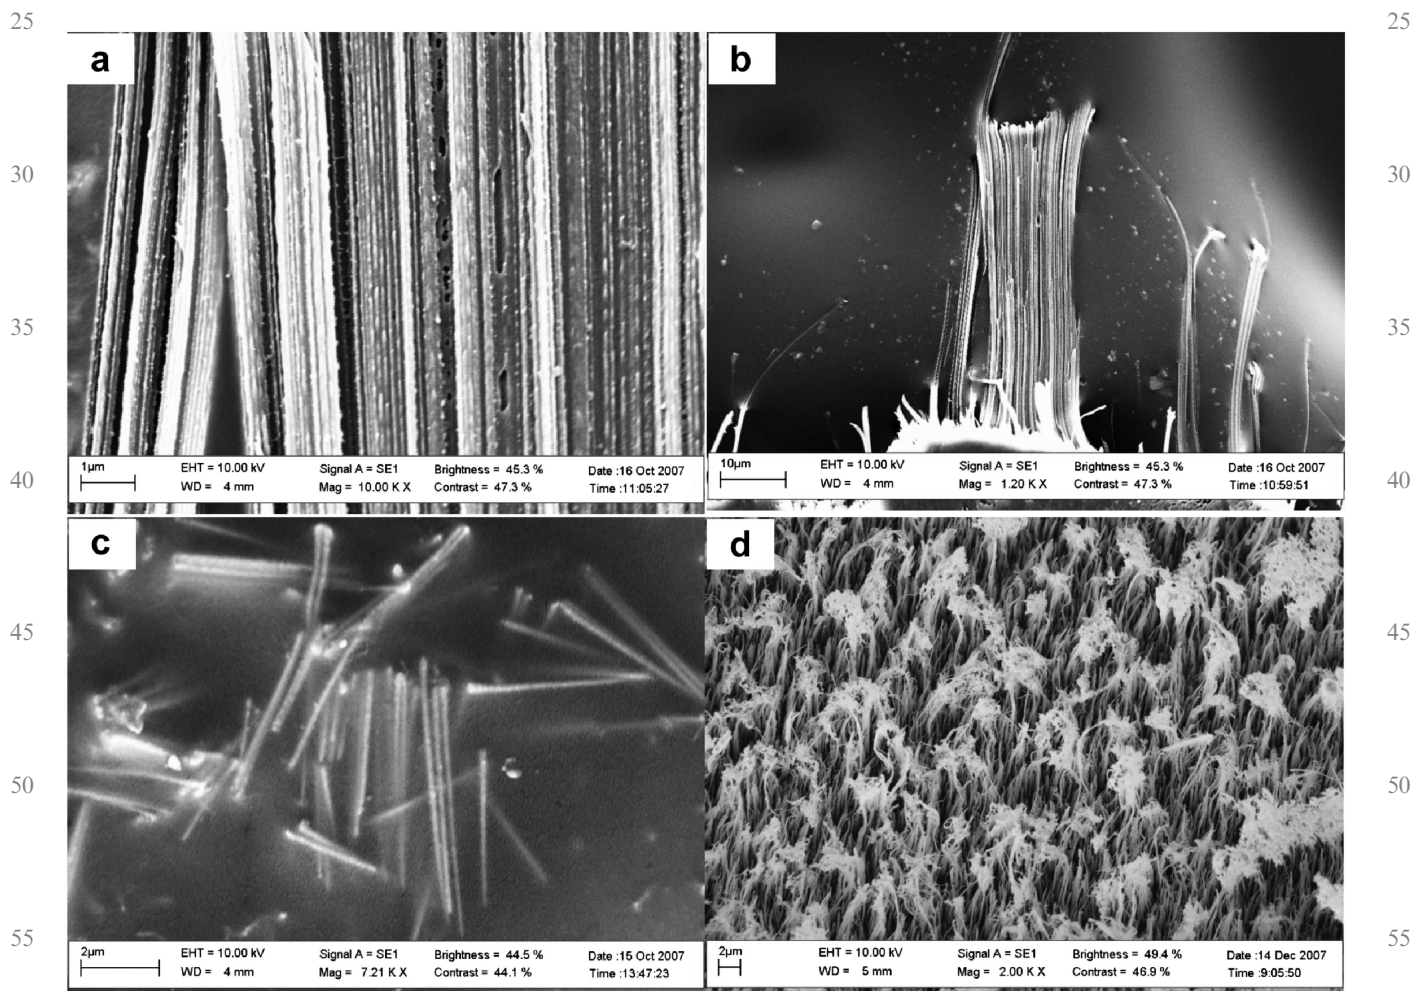 25 25
a
b
30 30
35 35
1µm EHT = 10.00 kV Signal A = SE1 Brightness = 45.3 % Date :16 Oct 2007
WD = 4 mm Mag = 10.00 K X Contrast = 47.3 % Time :11:05:27
10µm EHT = 10.00 kV Signal A = SE1 Brightness = 45.3 % Date :16 Oct 2007
WD = 4 mm Mag = 1.20 K X Contrast = 47.3 % Time :10:59:51
40 40
c
d
45 45
50 50
55 55
2µm EHT = 10.00 kV Signal A = SE1 Brightness = 44.5 % Date :15 Oct 2007
WD = 4 mm Mag = 7.21 K X Contrast = 44.1 % Time :13:47:23
2µm EHT = 10.00 kV Signal A = SE1 Brightness = 49.4 % Date :14 Dec 2007
WD = 5 mm Mag = 2.00 K X Contrast = 46.9 % Time :9:05:50